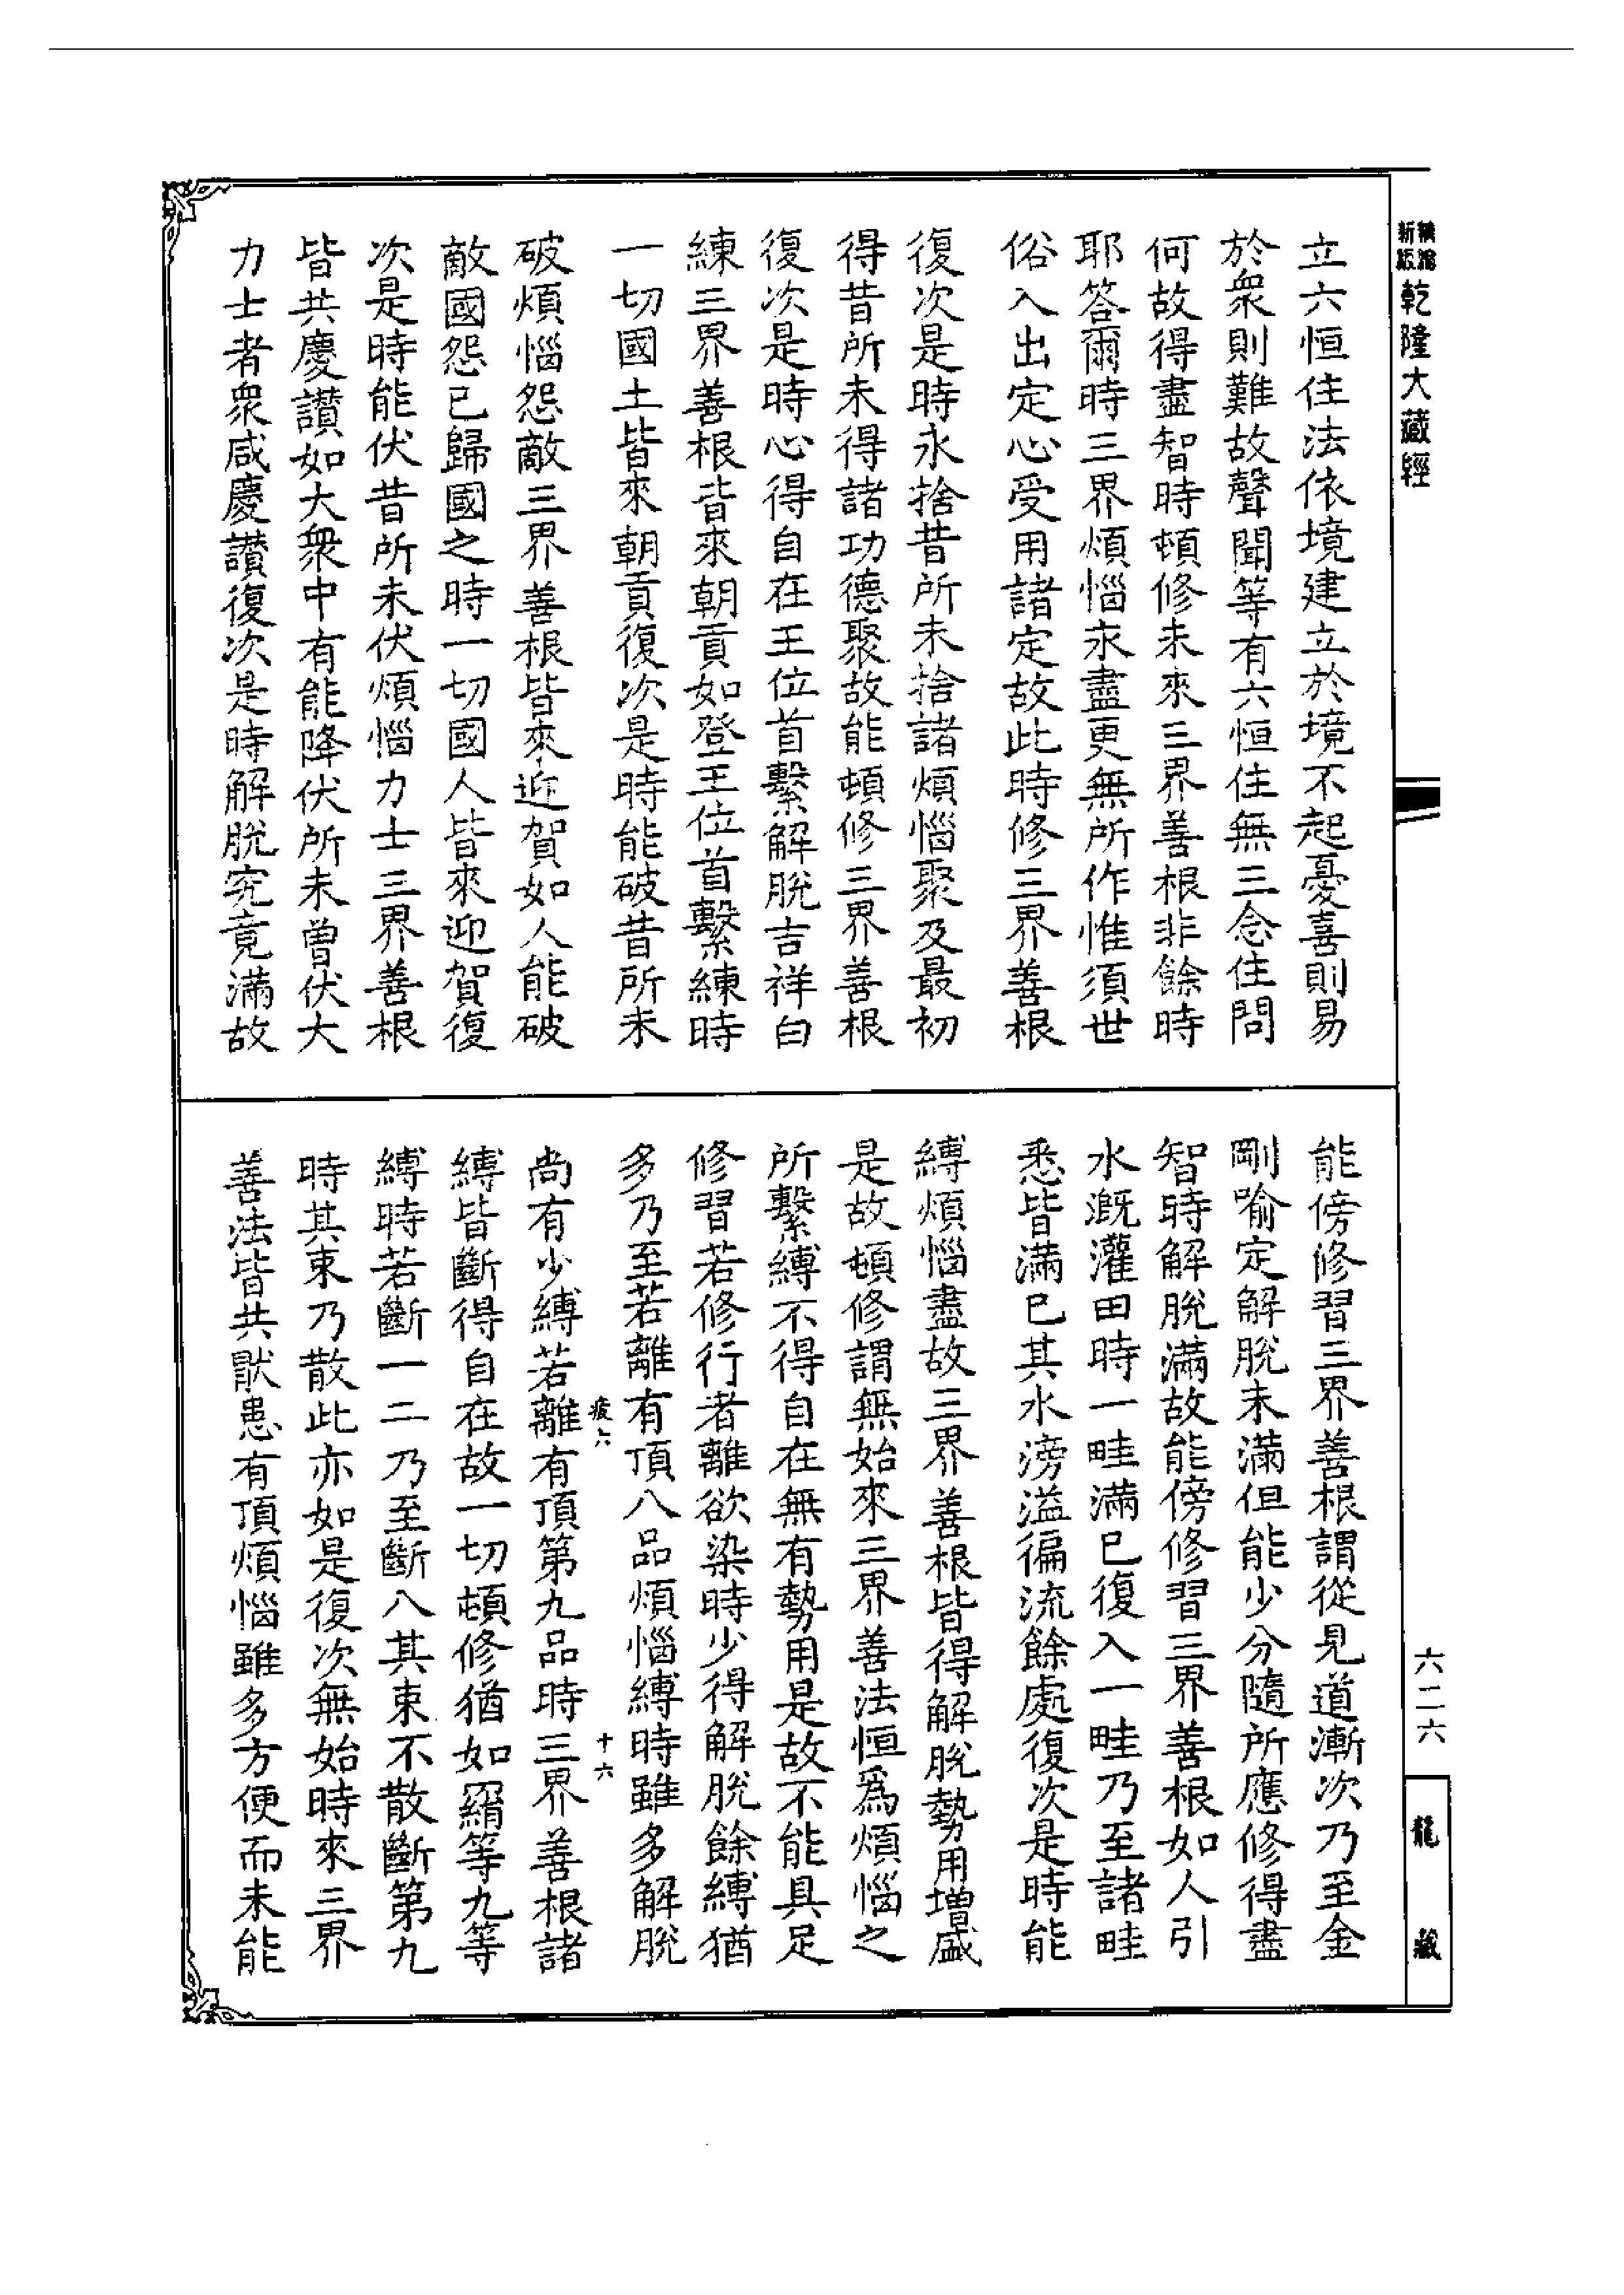 新編縮版
乾隆大藏經
立六恒住法依境建立於境不起憂喜則易
於衆則難故聲聞等有六恒住無三念住問
何故得盡智時頓修未來三界善根非餘時
耶答爾時三界煩惱永盡更無所作惟須世
俗入出定心受用諸定故此時修三界善根
復次是時永捨昔所未捨諸煩惱聚及最初
得昔所未得諸功德聚故能頓修三界善根
復次是時心得自在王位首繫解脫吉祥白
練三界善根皆來朝貢如登王位首繫練時
一切國土皆來朝貢復次是時能破昔所未
破煩惱怨敵三界善根皆來近賀如人能破
敵國怨已歸國之時一切國人皆來迎賀復
次是時能伏昔所未伏煩惱力士三界善根
皆共慶讚如大衆中有能降伏所未曾伏大
力士者衆咸慶讚復次是時解脫究竟滿故
能傍修習三界善根謂從見道漸次乃至金
剛喻定解脫未滿但能少分隨所應修得盡
智時解脫滿故能傍修習三界善根如人引
水溉灌田時一畦滿已復入一畦乃至諸畦
悉皆滿已其水滂溢徧流餘處復次是時能
縛煩惱盡故三界善根皆得解脫勢用增盛
是故頓修謂無始來三界善法恒爲煩惱之
所繫縛不得自在無有勢用是故不能具足
修習若修行者離欲染時少得解脫餘縛猶
多乃至若離有頂八品煩惱縛時雖多解脫
疲六
十六
尚有少縛若離有頂第九品時三界善根諸
縛皆斷得自在故一切頓修猶如羂等九等
縛時若斷一二乃至斷八其束不散斷第九
時其束乃散此亦如是復次無始時來三界
善法皆共猒患有頂煩惱雖多方便而未能
六二六
龍藏